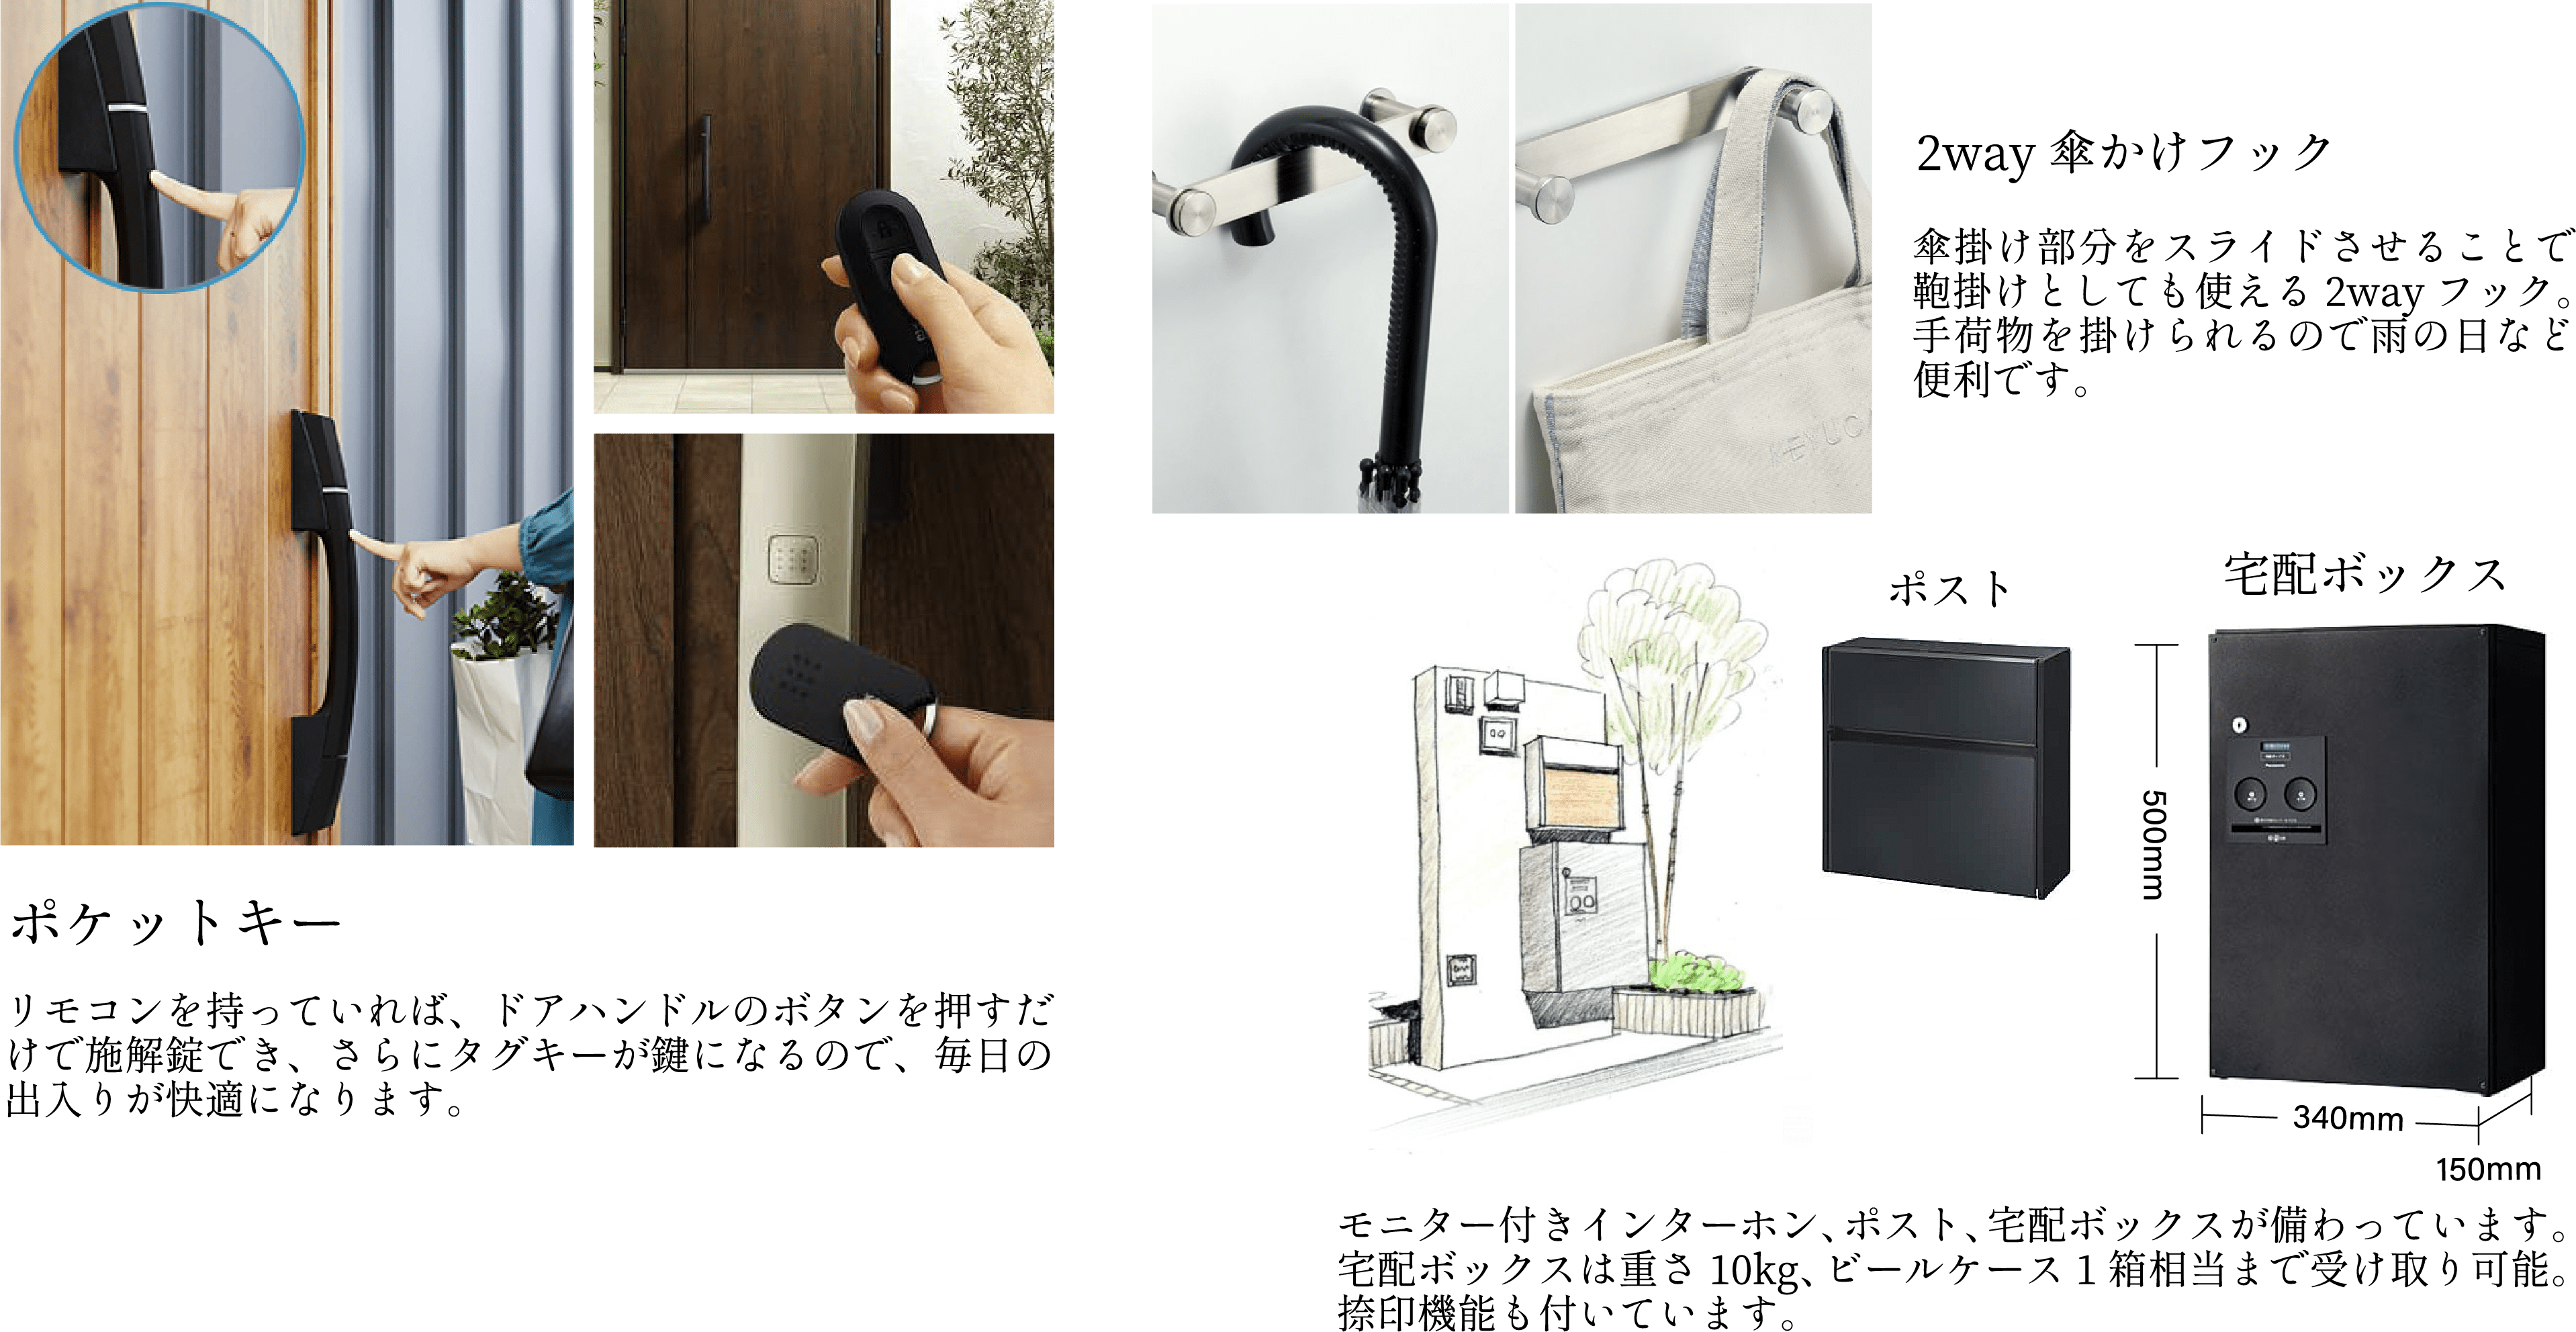 ポケットキー
リモコンを持っていれば、ドアハンドルのボタンを押すだ
けで施解錠でき、さらにタグキーが鍵になるので、毎日の
出入りが快適になります。
2way 傘かけフック
傘掛け部分をスライドさせることで
鞄掛けとしても使える 2way フック。
手荷物を掛けられるので雨の日など
便利です。
KEYUCA
ポスト
宅配ボックス
500mm
340mm
150mm
モニター付きインターホン、ポスト、宅配ボックスが備わっています。
宅配ボックスは重さ 10kg、ビールケース 1 箱相当まで受け取り可能。
捺印機能も付いています。